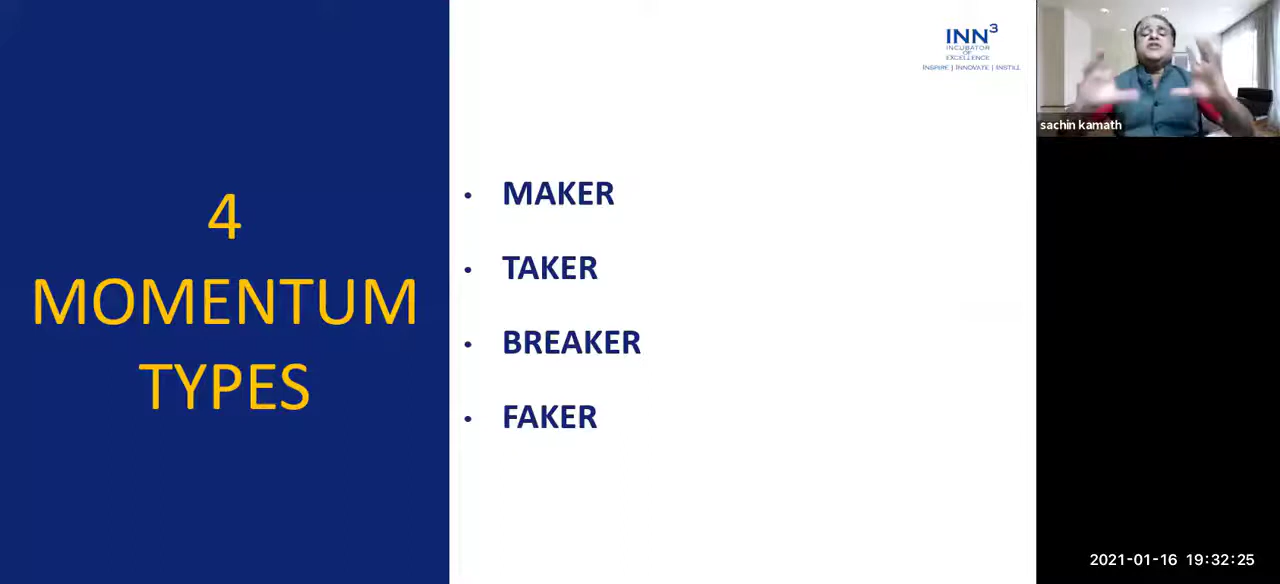 4
MOMENTUM
TYPES
• MAKER
• TAKER
• BREAKER
• FAKER
INN³
INCUBATOR
OF
EXCELLENCE
INSPIRE | INNOVATE | INSTILL
sachin kamath
2021-01-16 19:32:25